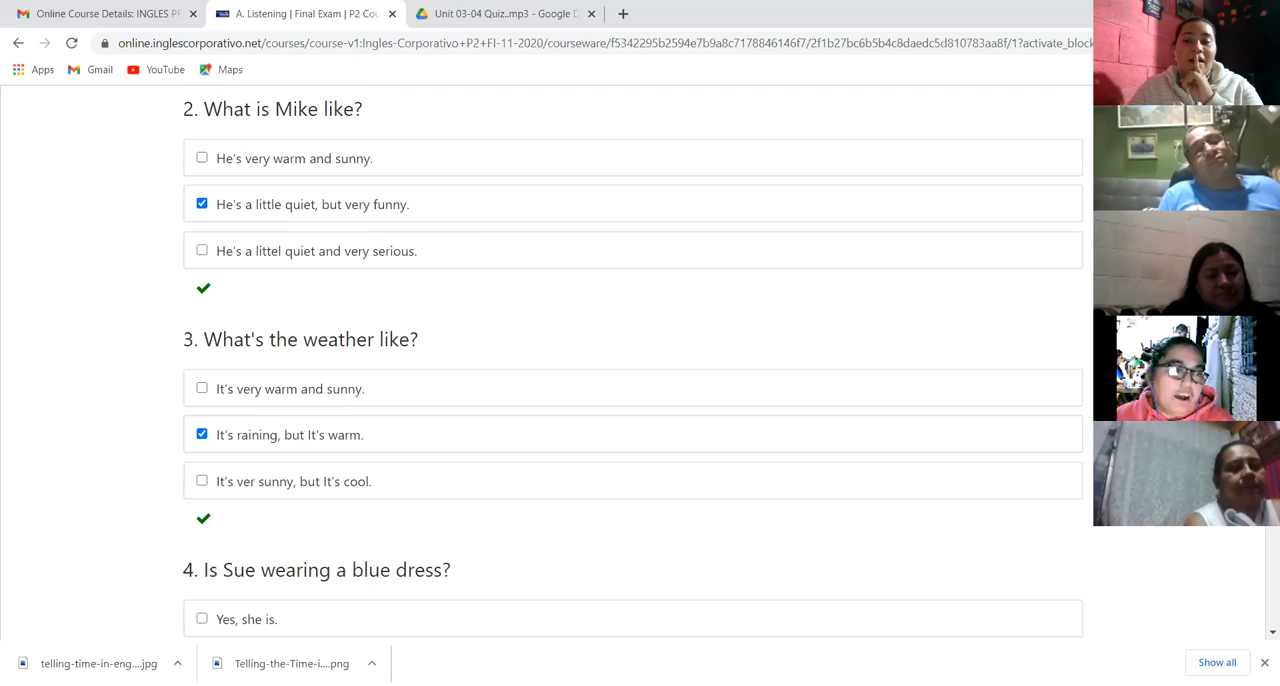 Online Course Details: INGLES PF
A. Listening | Final Exam | P2 Cou
Unit 03-04 Quiz..mp3 - Google D
online.inglescorporativo.net/courses/course-v1:Ingles-Corporativo+P2+FI-11-2020/courseware/f5342295b2594e7b9a8c7178846146f7/2f1b27bc6b5b4c8daedc5d810783aa8f/1?activate_block
Apps
Gmail
YouTube
Maps
2. What is Mike like?
He's very warm and sunny.
He's a little quiet, but very funny.
He's a littel quiet and very serious.
3. What's the weather like?
It's very warm and sunny.
It's raining, but It's warm.
It's ver sunny, but It's cool.
4. Is Sue wearing a blue dress?
Yes, she is.
telling-time-in-eng....jpg
Telling-the-Time-i....png
Show all